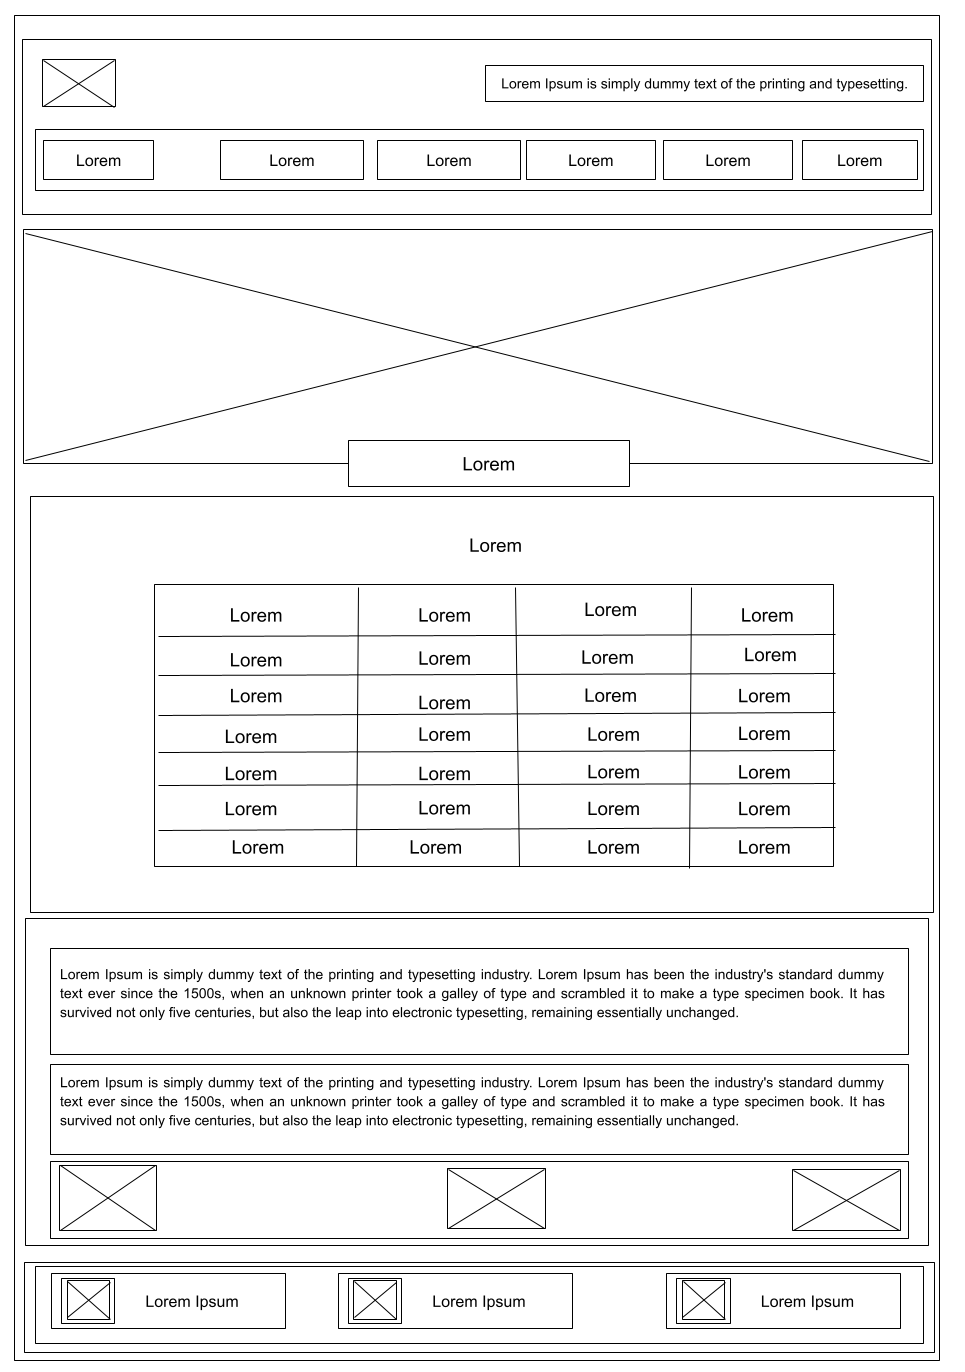 Lorem Ipsum is simply dummy text of the printing and typesetting.
Lorem Lorem Lorem Lorem Lorem Lorem
Lorem
Lorem
Lorem Lorem Lorem Lorem
Lorem Lorem Lorem Lorem
Lorem Lorem Lorem Lorem
Lorem Lorem Lorem Lorem
Lorem Lorem Lorem Lorem
Lorem Lorem Lorem Lorem
Lorem Lorem Lorem Lorem
Lorem Ipsum is simply dummy text of the printing and typesetting industry. Lorem Ipsum has been the industry's standard dummy
text ever since the 1500s, when an unknown printer took a galley of type and scrambled it to make a type specimen book. It has
survived not only five centuries, but also the leap into electronic typesetting, remaining essentially unchanged.
Lorem Ipsum is simply dummy text of the printing and typesetting industry. Lorem Ipsum has been the industry's standard dummy
text ever since the 1500s, when an unknown printer took a galley of type and scrambled it to make a type specimen book. It has
survived not only five centuries, but also the leap into electronic typesetting, remaining essentially unchanged.
Lorem Ipsum Lorem Ipsum Lorem Ipsum